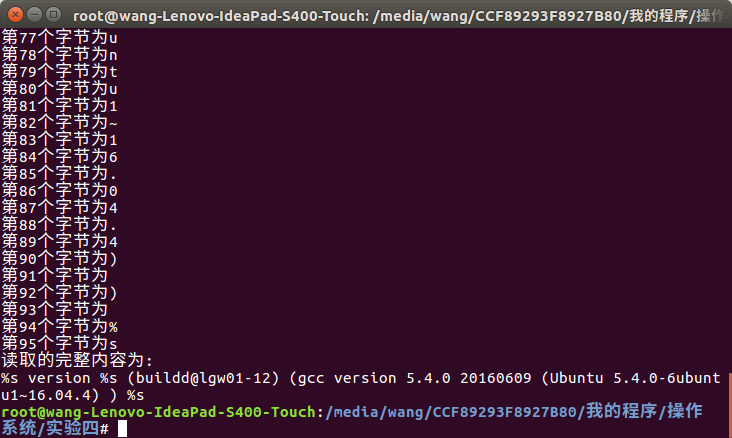 root@wang-Lenovo-IdeaPad-S400-Touch: /media/wang/CCF89293F8927B80/我的程序/操作
第77个字节为u
第78个字节为n
第79个字节为t
第80个字节为u
第81个字节为1
第82个字节为~
第83个字节为1
第84个字节为6
第85个字节为.
第86个字节为0
第87个字节为4
第88个字节为.
第89个字节为4
第90个字节为)
第91个字节为
第92个字节为)
第93个字节为
第94个字节为%
第95个字节为s
读取的完整内容为:
%s version %s (buildd@lgw01-12) (gcc version 5.4.0 20160609 (Ubuntu 5.4.0-6ubunt
u1~16.04.4) ) %s
root@wang-Lenovo-IdeaPad-S400-Touch:/media/wang/CCF89293F8927B80/我的程序/操作
系统/实验四#